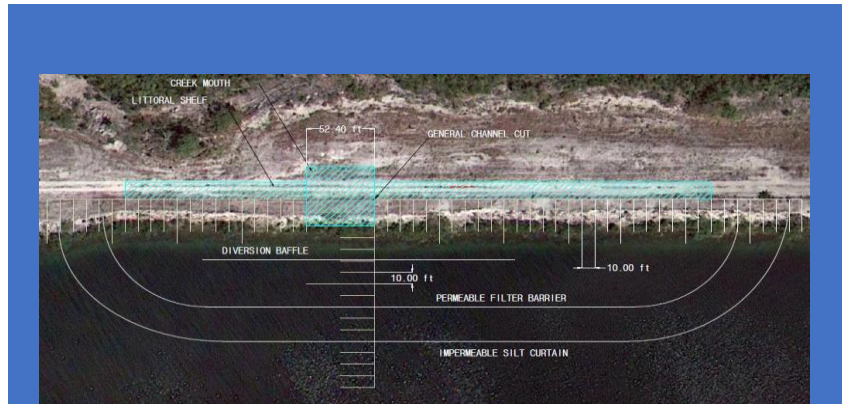 CREEK MOUTH
LITTORAL SHELF
52.40 ft
GENERAL CHANNEL CUT
DIVERSION BAFFLE
10.00 ft
10.00 ft
PERMEABLE FILTER BARRIER
IMPERMEABLE SILT CURTAIN